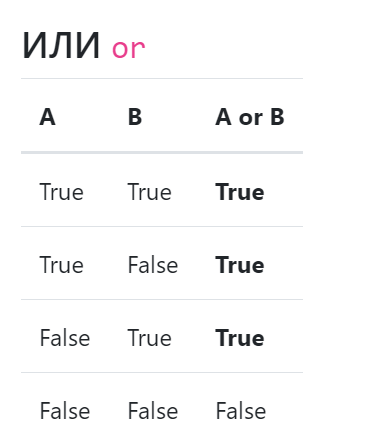 ИЛИ or
A B A or B
True True True
True False True
False True True
False False False